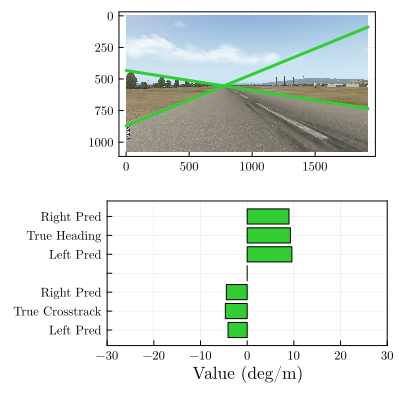 0
250
500
750
1000
0 500 1000 1500
Right Pred
True Heading
Left Pred
Right Pred
True Crosstrack
Left Pred
−30 −20 −10 0 10 20 30
Value (deg/m)